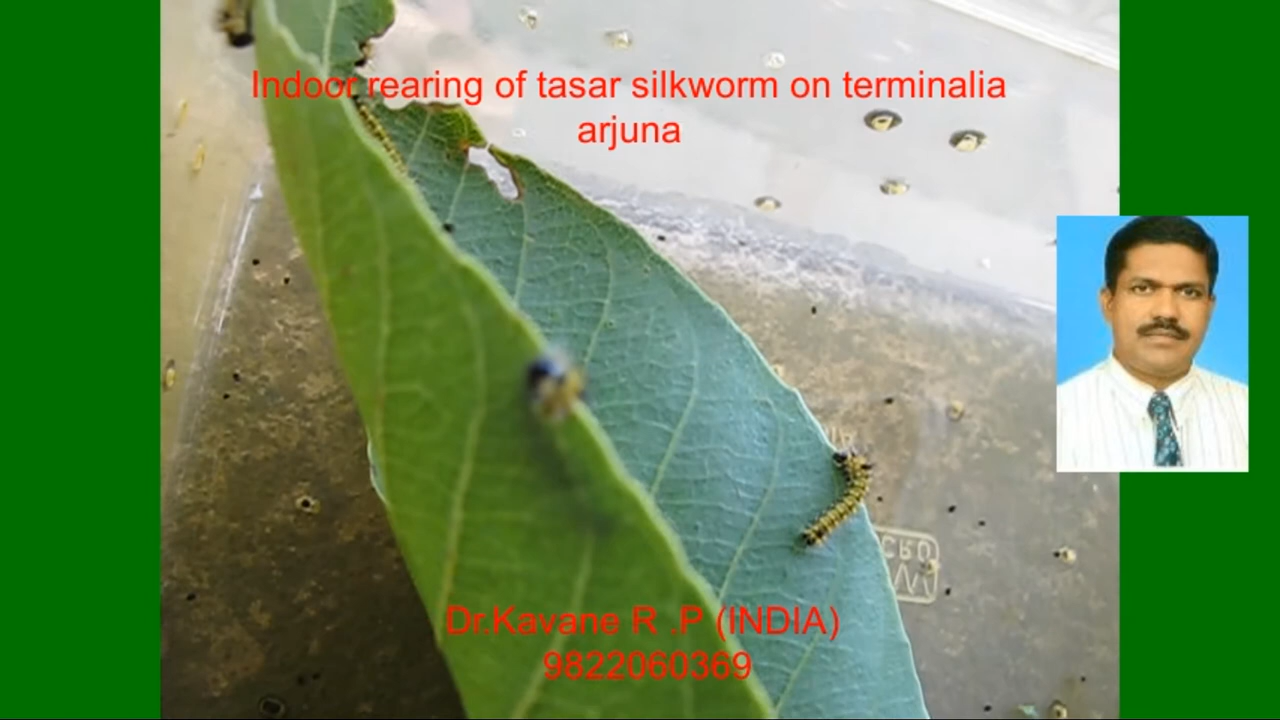 Indoor rearing of tasar silkworm on terminalia
arjuna
Dr.Kavane R .P (INDIA)
9822060369